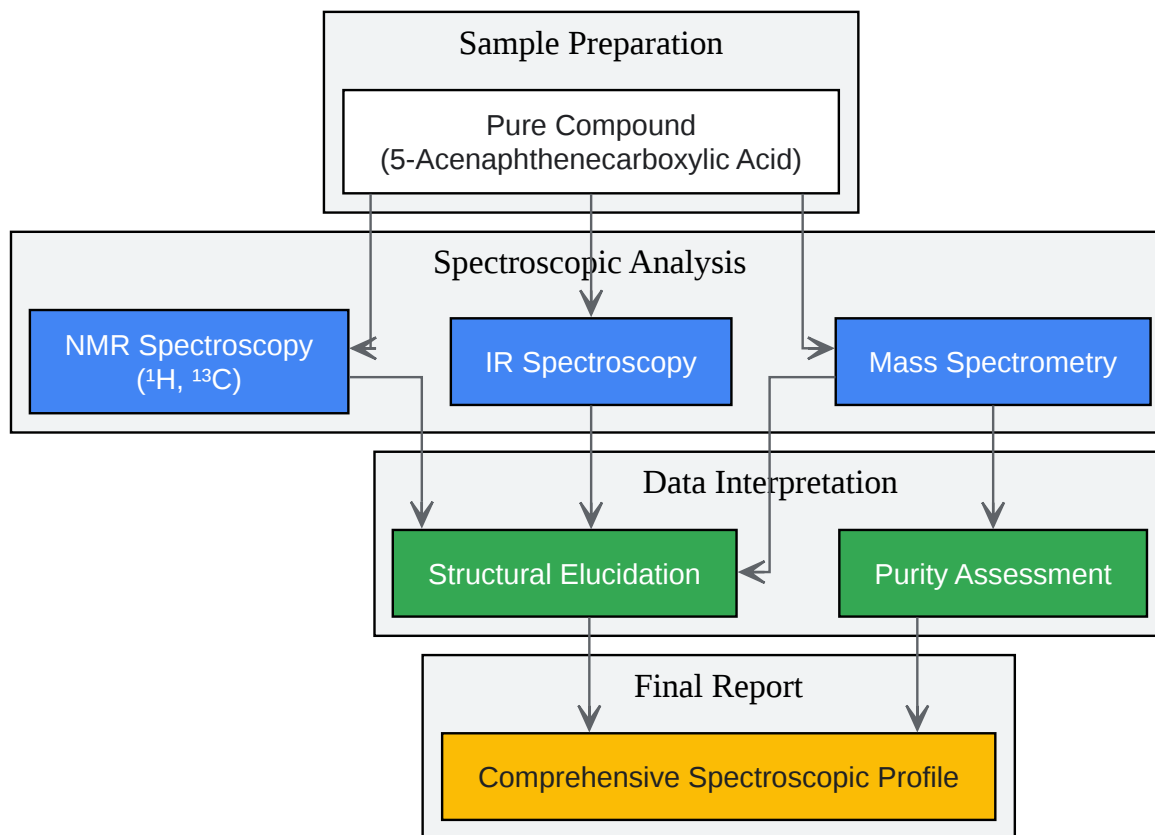 Sample Preparation
Pure Compound
(5-Acenaphthenecarboxylic Acid)
Spectroscopic Analysis
NMR Spectroscopy
(¹H, ¹³C)
IR Spectroscopy
Mass Spectrometry
Data Interpretation
Structural Elucidation
Purity Assessment
Final Report
Comprehensive Spectroscopic Profile